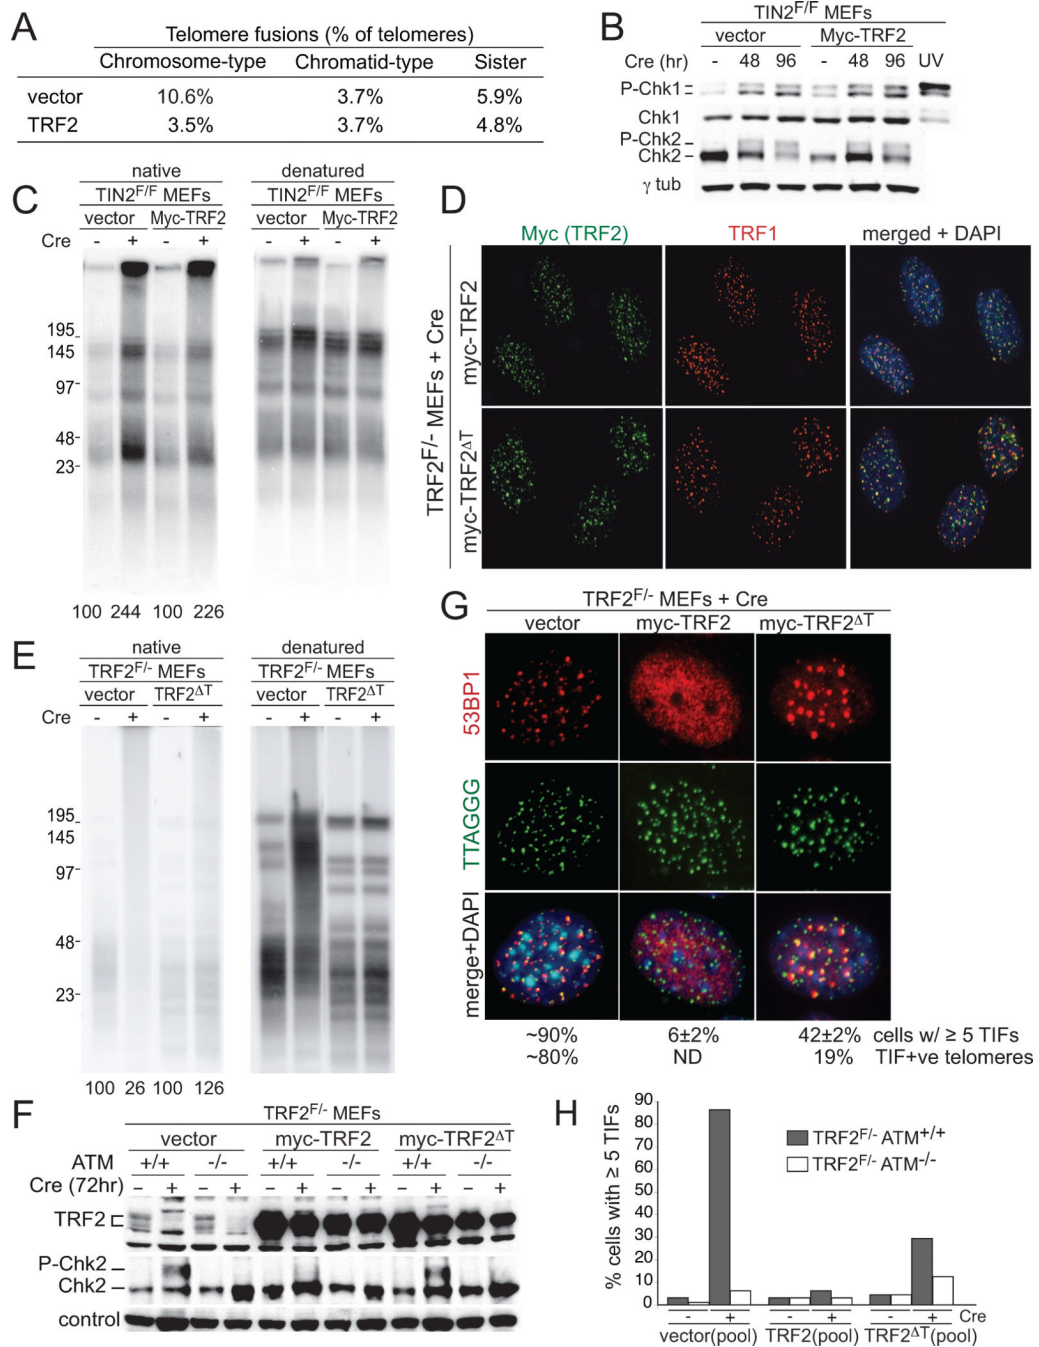 A
Telomere fusions (% of telomeres)
Chromosome-type Chromatid-type Sister
vector 10.6% 3.7% 5.9%
TRF2 3.5% 3.7% 4.8%
B
TIN2F/F MEFs
vector Myc-TRF2
Cre (hr) - 48 96 - 48 96 UV
P-Chk1
Chk1
P-Chk2
Chk2
γ tub
C
native denatured
TIN2F/F MEFs TIN2F/F MEFs
vector Myc-TRF2 vector Myc-TRF2
Cre - + - + - + - +
195
145
97
48
23
100 244 100 226
D
Myc (TRF2) TRF1 merged + DAPI
TRF2F/- MEFs + Cre
myc-TRF2
myc-TRF2ΔT
E
native denatured
TRF2F/- MEFs TRF2F/- MEFs
vector TRF2ΔT vector TRF2ΔT
Cre - + - + - + - +
195
145
97
48
23
100 26 100 126
F
TRF2F/- MEFs
vector myc-TRF2 myc-TRF2ΔT
ATM +/+ -/- +/+ -/- +/+ -/-
Cre (72hr) - + - + - + - + - + - +
TRF2
P-Chk2
Chk2
control
G
TRF2F/- MEFs + Cre
vector myc-TRF2 myc-TRF2ΔT
53BP1
TTAGGG
merge+DAPI
~90% 6±2% 42±2% cells w/ ≥ 5 TIFs
~80% ND 19% TIF+ve telomeres
H
% cells with ≥ 5 TIFs
90
80
70
60
50
40
30
20
10
0
TRF2F/- ATM+/+
TRF2F/- ATM-/-
- + - + - + Cre
vector(pool) TRF2(pool) TRF2ΔT(pool)